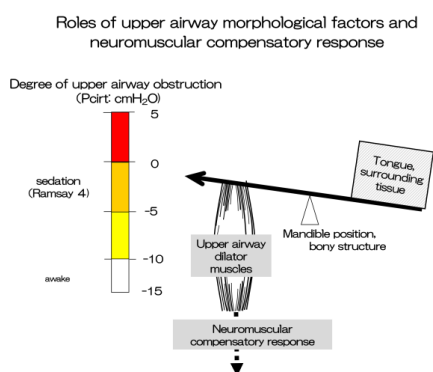 Roles of upper airway morphological factors and
neuromuscular compensatory response
Degree of upper airway obstruction
(Pcirt: cmH₂O)
5
0
-5
-10
-15
sedation
(Ramsay 4)
awake
Tongue,
surrounding
tissue
Mandible position,
bony structure
Upper airway
dilator
muscles
Neuromuscular
compensatory response